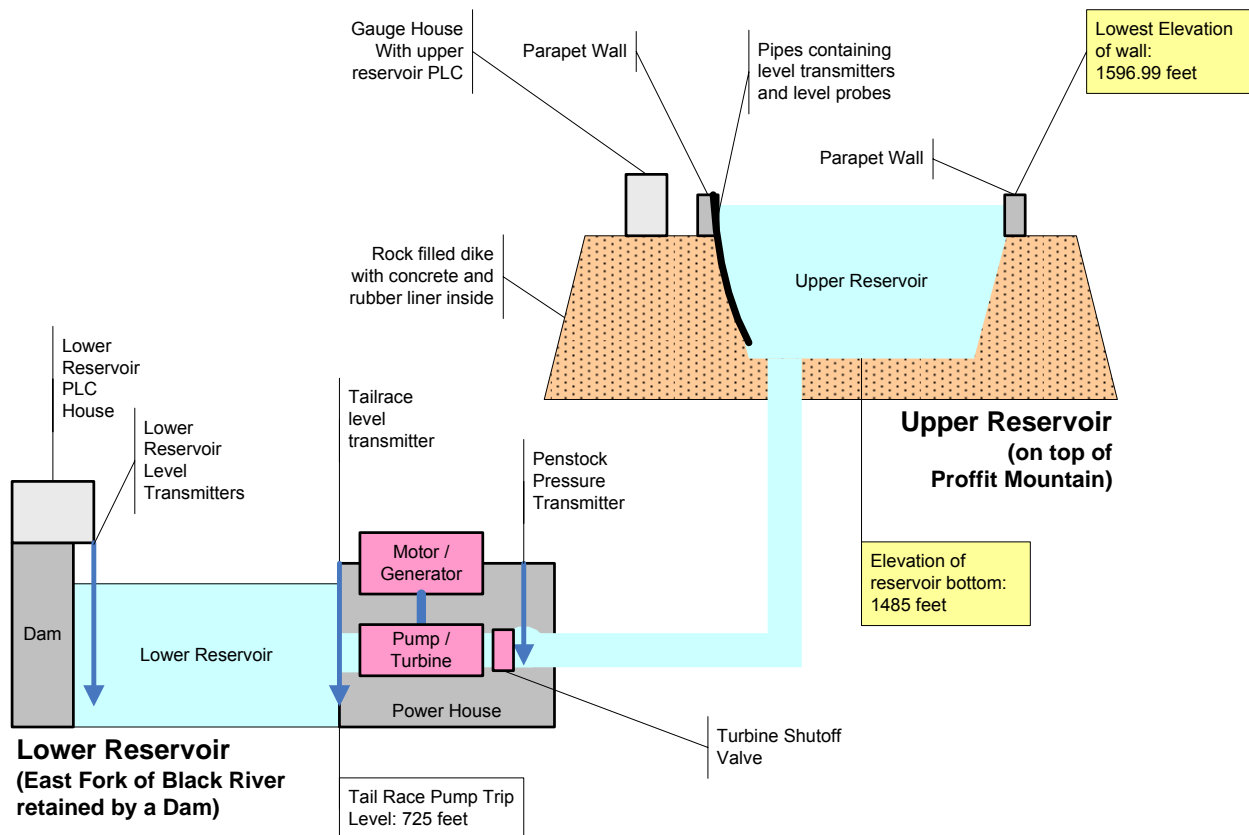 Gauge House
With upper
reservoir PLC
Parapet Wall
Pipes containing
level transmitters
and level probes
Lowest Elevation
of wall:
1596.99 feet
Parapet Wall
Rock filled dike
with concrete and
rubber liner inside
Upper Reservoir
Lower
Reservoir
PLC
House
Lower
Reservoir
Level
Transmitters
Tailrace
level
transmitter
Penstock
Pressure
Transmitter
Upper Reservoir
(on top of
Proffit Mountain)
Elevation of
reservoir bottom:
1485 feet
Motor /
Generator
Dam
Lower Reservoir
Pump /
Turbine
Power House
Turbine Shutoff
Valve
Lower Reservoir
(East Fork of Black River
retained by a Dam)
Tail Race Pump Trip
Level: 725 feet